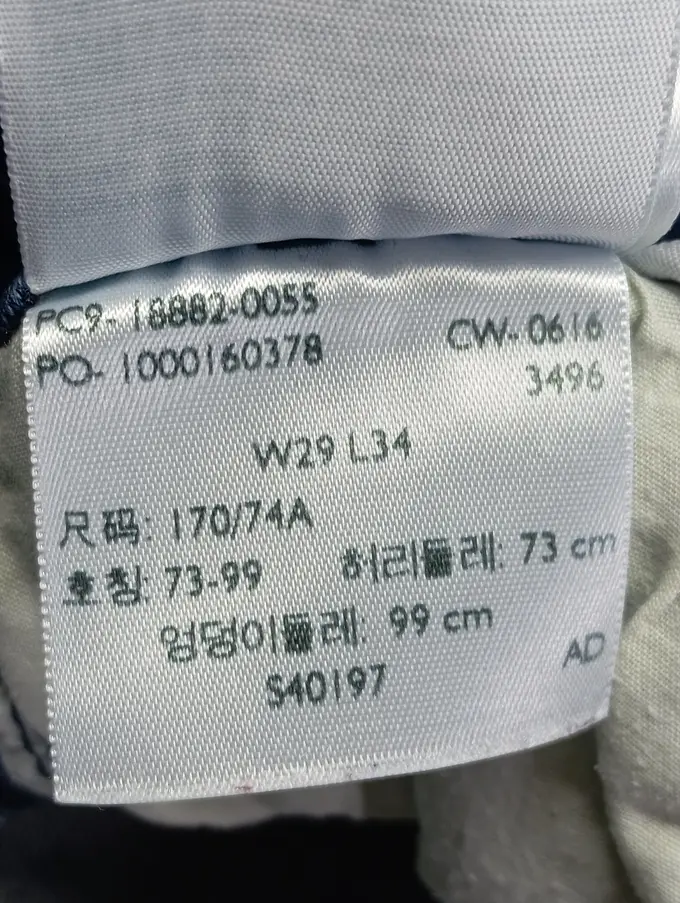 PC9-18882-0055
PO-1000160378
CW-0616
3496
W29 L34
尺码: 170/74A
호칭: 73-99 허리둘레: 73 cm
엉덩이둘레: 99 cm
AD
S40197